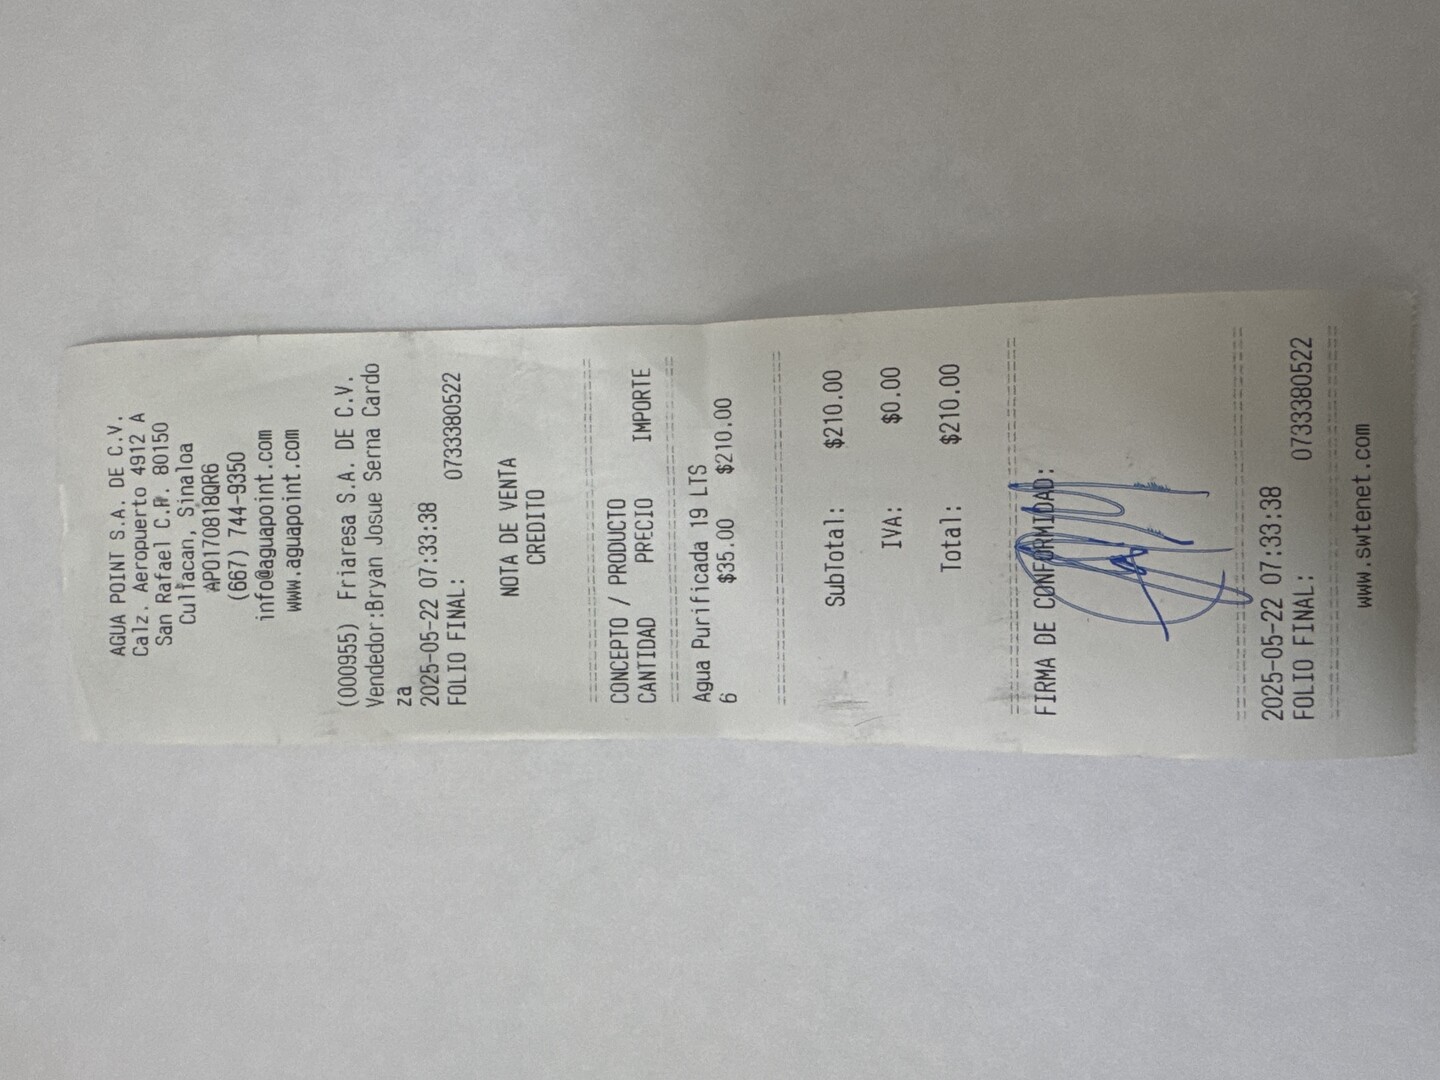 AGUA POINT S.A. DE C.V.
Calz. Aeropuerto 4912 A
San Rafael C.P. 80150
Culiacan, Sinaloa
APO170818QR6
(667) 744-9350
info@aguapoint.com
www.aguapoint.com
(000955) Friaresa S.A. DE C.V.
Vendedor:Bryan Josue Serna Cardo
za
2025-05-22 07:33:38
FOLIO FINAL: 0733380522
NOTA DE VENTA
CREDITO
CONCEPTO / PRODUCTO
CANTIDAD PRECIO IMPORTE
Agua Purificada 19 LTS
6 $35.00 $210.00
SubTotal: $210.00
IVA: $0.00
Total: $210.00
FIRMA DE CONFORMIDAD:
2025-05-22 07:33:38
FOLIO FINAL: 0733380522
www.swtenet.com